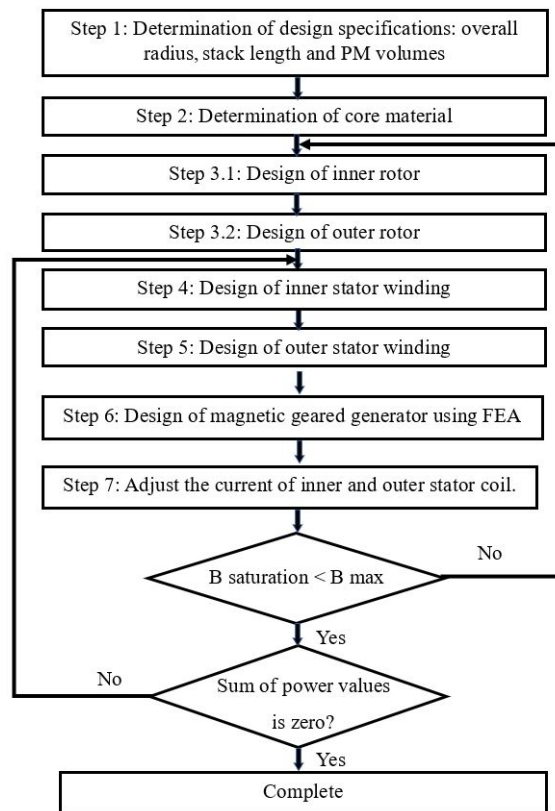 Step 1: Determination of design specifications: overall
radius, stack length and PM volumes
Step 2: Determination of core material
Step 3.1: Design of inner rotor
Step 3.2: Design of outer rotor
Step 4: Design of inner stator winding
Step 5: Design of outer stator winding
Step 6: Design of magnetic geared generator using FEA
Step 7: Adjust the current of inner and outer stator coil.
No
B saturation < B max
Yes
No
Sum of power values
is zero?
Yes
Complete